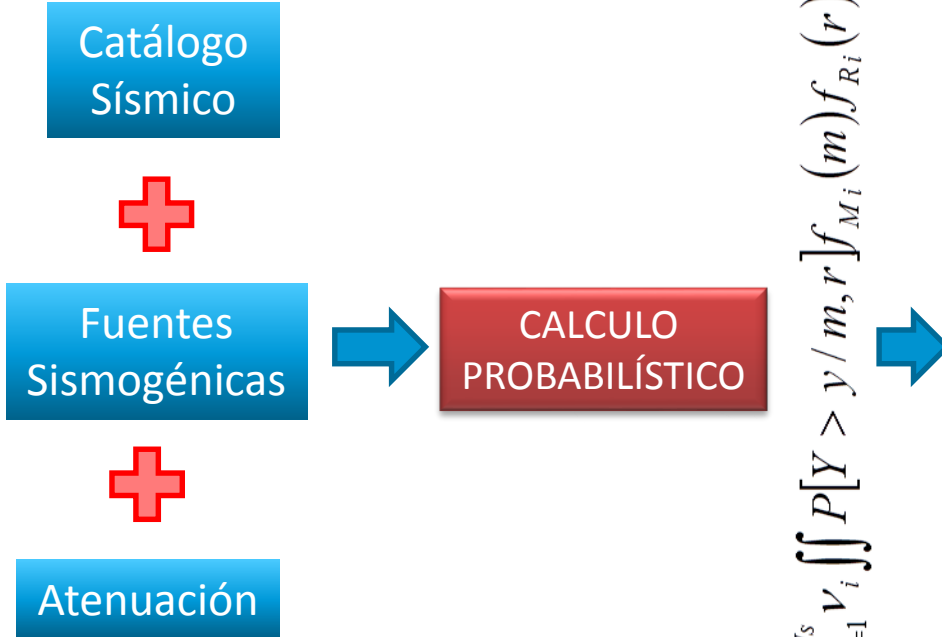 Catálogo
Sísmico
Fuentes
Sismogénicas
Atenuación
CALCULO
PROBABILÍSTICO
ν_i ∬ P[Y > y / m, r] f_{M_i}(m) f_{R_i}(r)